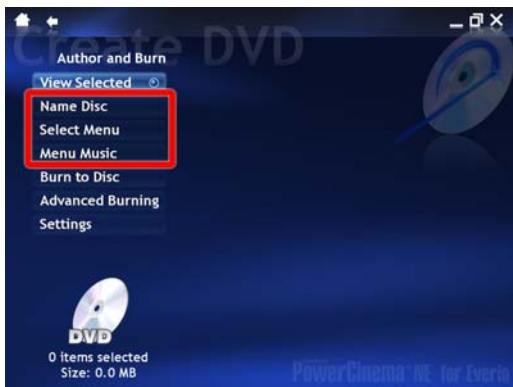 Create DVD
Author and Burn
View Selected
Name Disc
Select Menu
Menu Music
Burn to Disc
Advanced Burning
Settings
DVD
0 items selected
Size: 0.0 MB
PowerCinema NE for Everio